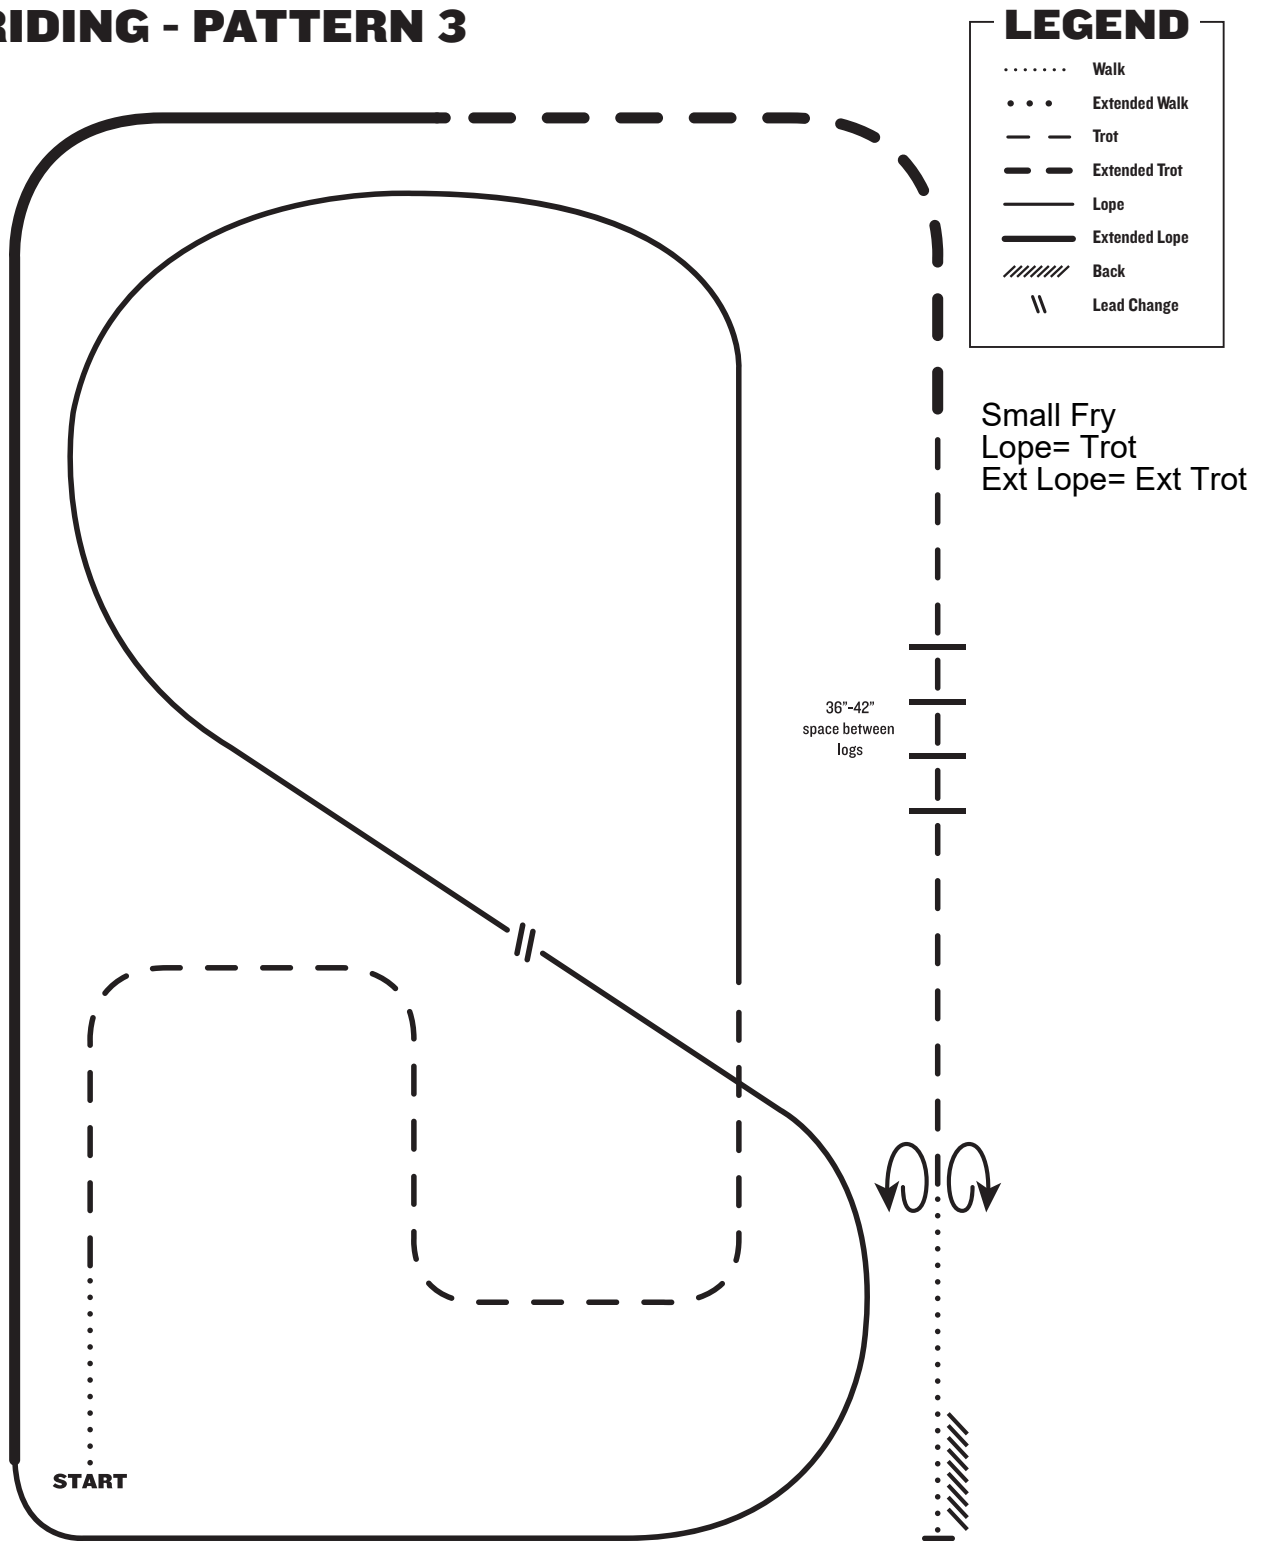 RIDING - PATTERN 3
LEGEND
Walk
Extended Walk
Trot
Extended Trot
Lope
Extended Lope
Back
Lead Change
Small Fry
Lope= Trot
Ext Lope= Ext Trot
36”-42”
space between
logs
START